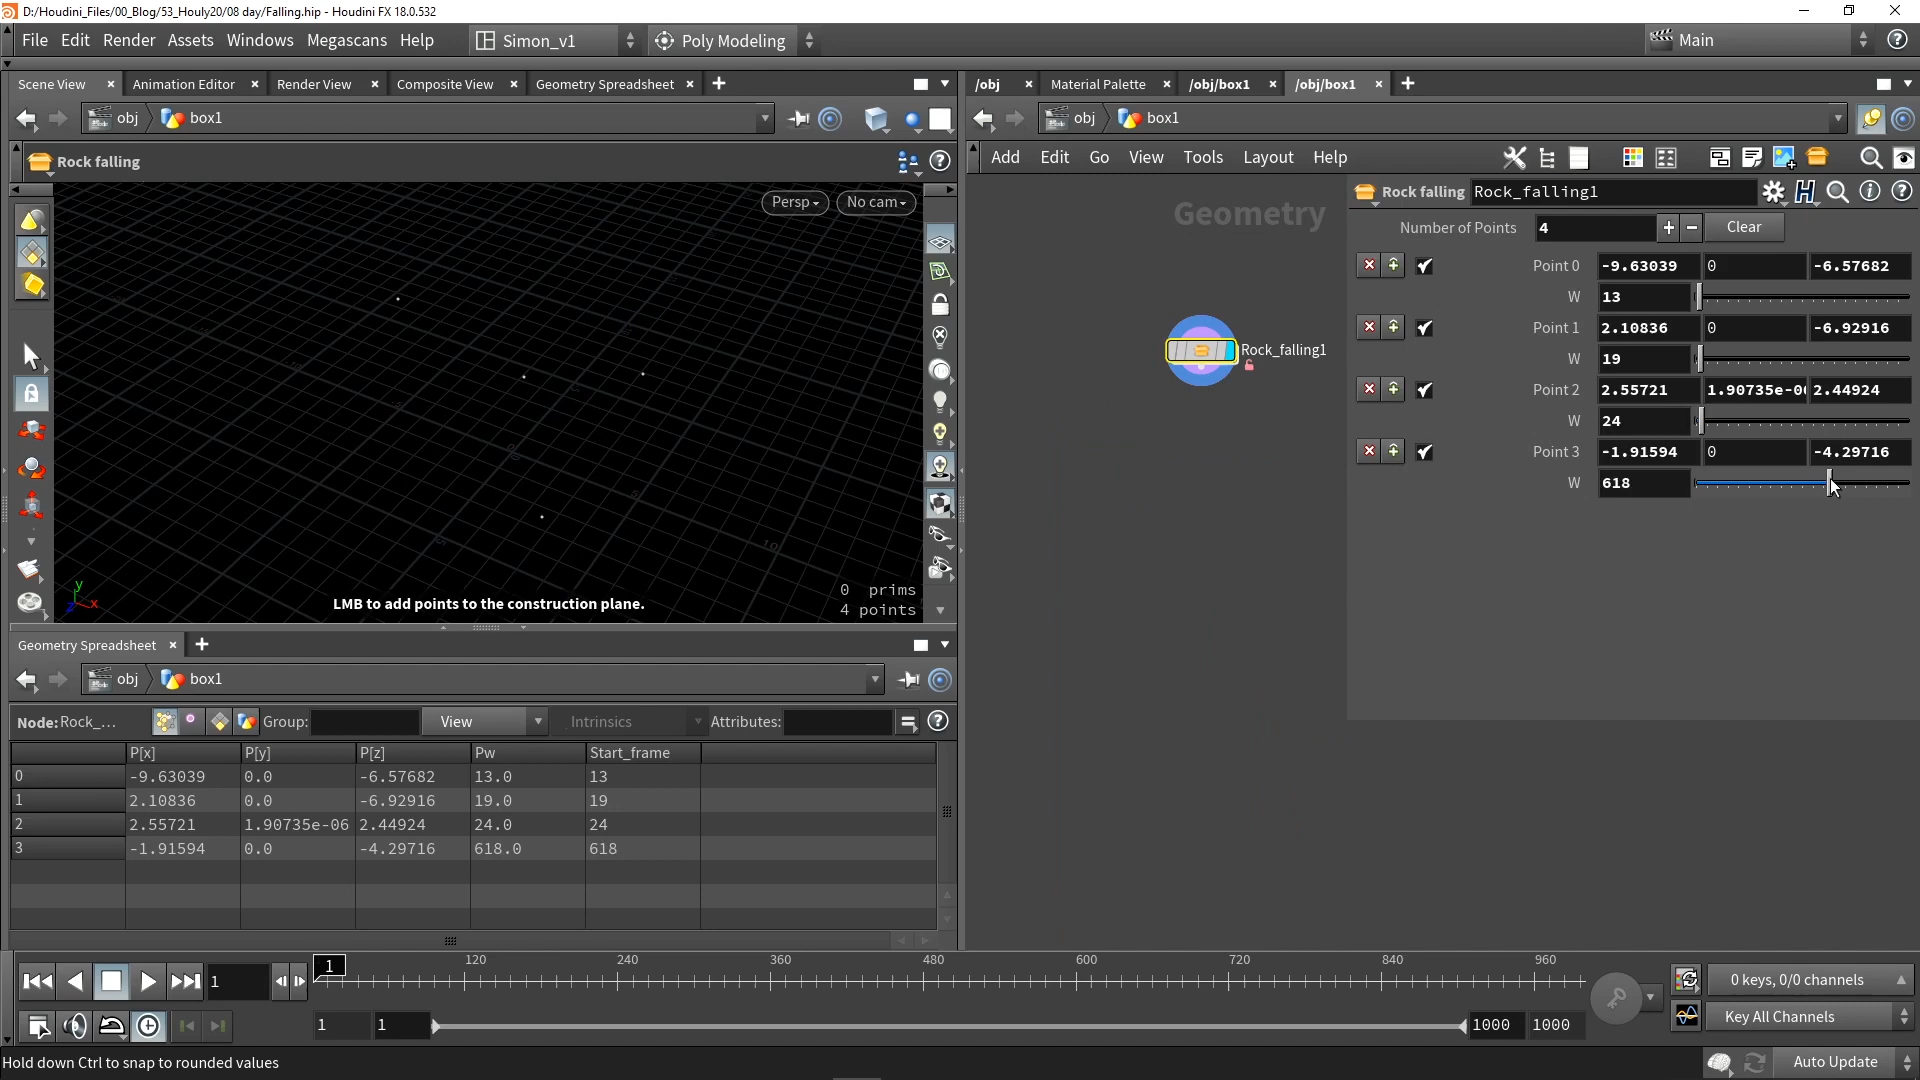 D:/Houdini_Files/00_Blog/53_Houly20/08 day/Falling.hip - Houdini FX 18.0.532
File Edit Render Assets Windows Megascans Help Simon_v1 Poly Modeling Main
Scene View Animation Editor Render View Composite View Geometry Spreadsheet
obj box1
Rock falling
Persp No cam
LMB to add points to the construction plane.
0 prims
4 points
y
x
z
10
/obj Material Palette /obj/box1 /obj/box1
obj box1
Add Edit Go View Tools Layout Help
Geometry
Rock_falling1
Rock falling Rock_falling1
Number of Points 4 Clear
Point 0 -9.63039 0 -6.57682
W 13
Point 1 2.10836 0 -6.92916
W 19
Point 2 2.55721 1.90735e-0 2.44924
W 24
Point 3 -1.91594 0 -4.29716
W 618
Geometry Spreadsheet
obj box1
Node: Rock_... Group: View Intrinsics Attributes:
P[x] P[y] P[z] Pw Start_frame
0 -9.63039 0.0 -6.57682 13.0 13
1 2.10836 0.0 -6.92916 19.0 19
2 2.55721 1.90735e-06 2.44924 24.0 24
3 -1.91594 0.0 -4.29716 618.0 618
1 1 120 240 360 480 600 720 840 960 0 keys, 0/0 channels
1 1 1000 1000 Key All Channels
Hold down Ctrl to snap to rounded values Auto Update